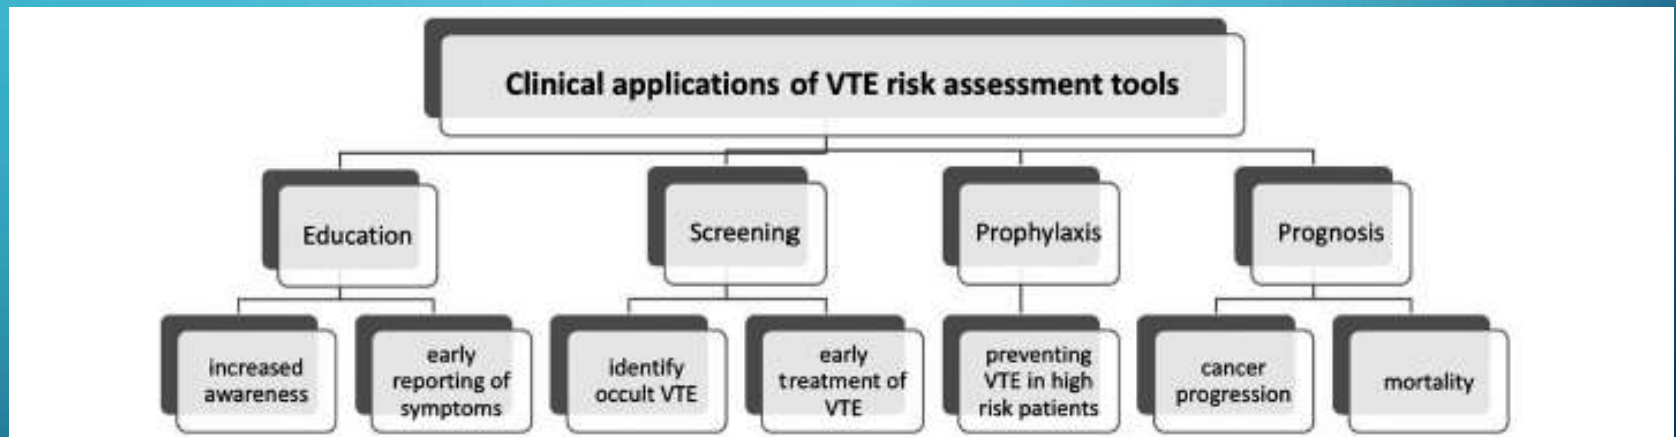 Clinical applications of VTE risk assessment tools
Education
Screening
Prophylaxis
Prognosis
increased
awareness
early
reporting of
symptoms
identify
occult VTE
early
treatment of
VTE
preventing
VTE in high
risk patients
cancer
progression
mortality